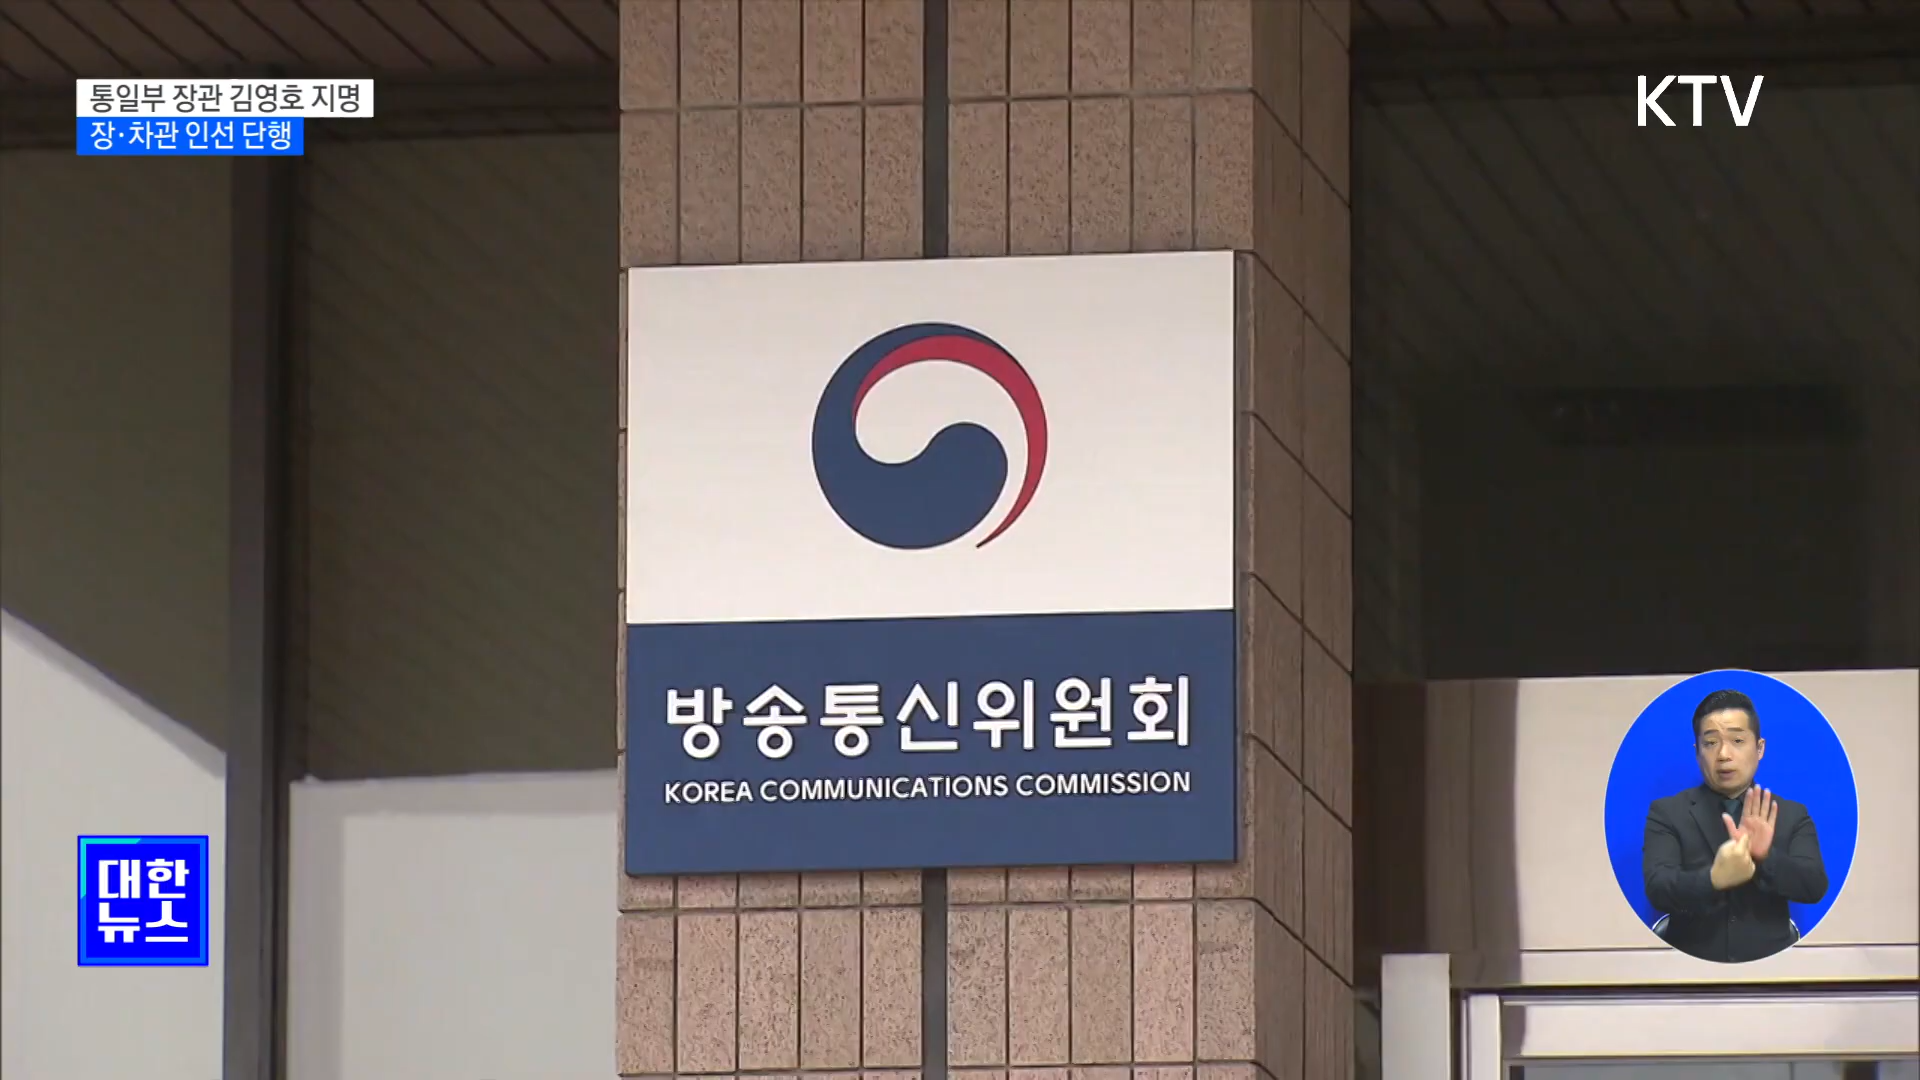 통일부 장관 김영호 지명
장·차관 인선 단행
KTV
방송통신위원회
KOREA COMMUNICATIONS COMMISSION
대한
뉴스